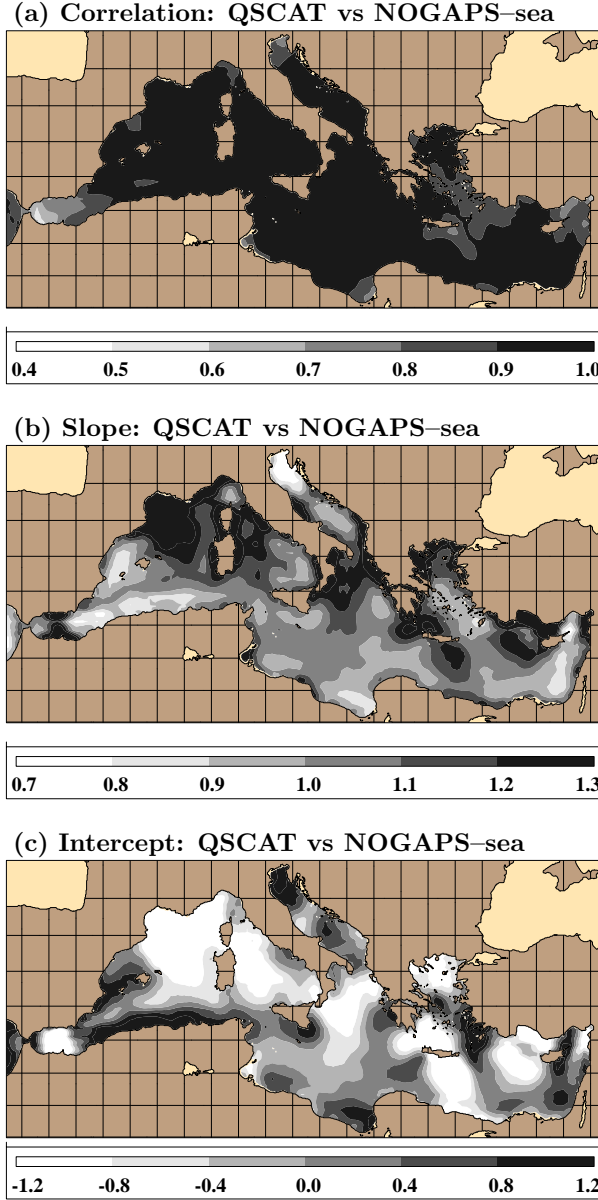 (a) Correlation: QSCAT vs NOGAPS–sea
0.4 0.5 0.6 0.7 0.8 0.9 1.0
(b) Slope: QSCAT vs NOGAPS–sea
0.7 0.8 0.9 1.0 1.1 1.2 1.3
(c) Intercept: QSCAT vs NOGAPS–sea
-1.2 -0.8 -0.4 0.0 0.4 0.8 1.2